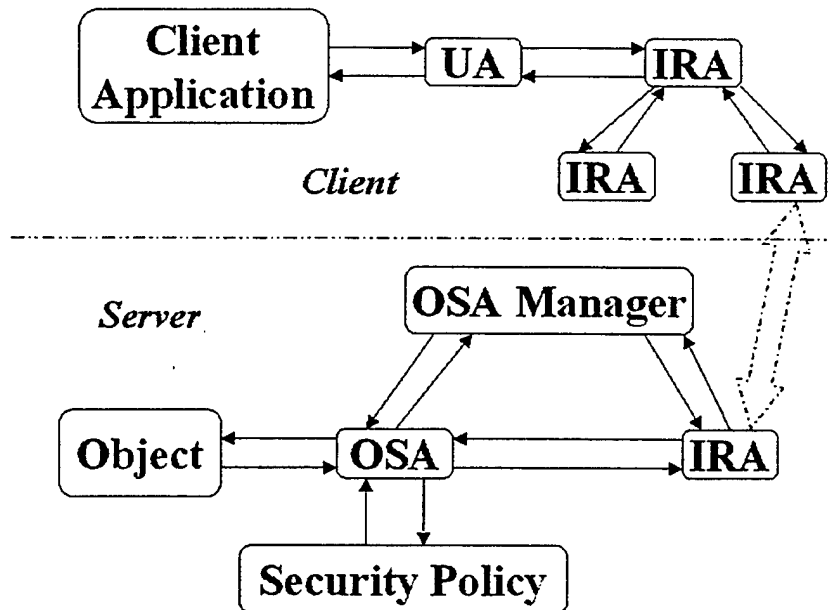 Client
Application
UA
IRA
IRA
IRA
Client
Server
OSA Manager
Object
OSA
IRA
Security Policy